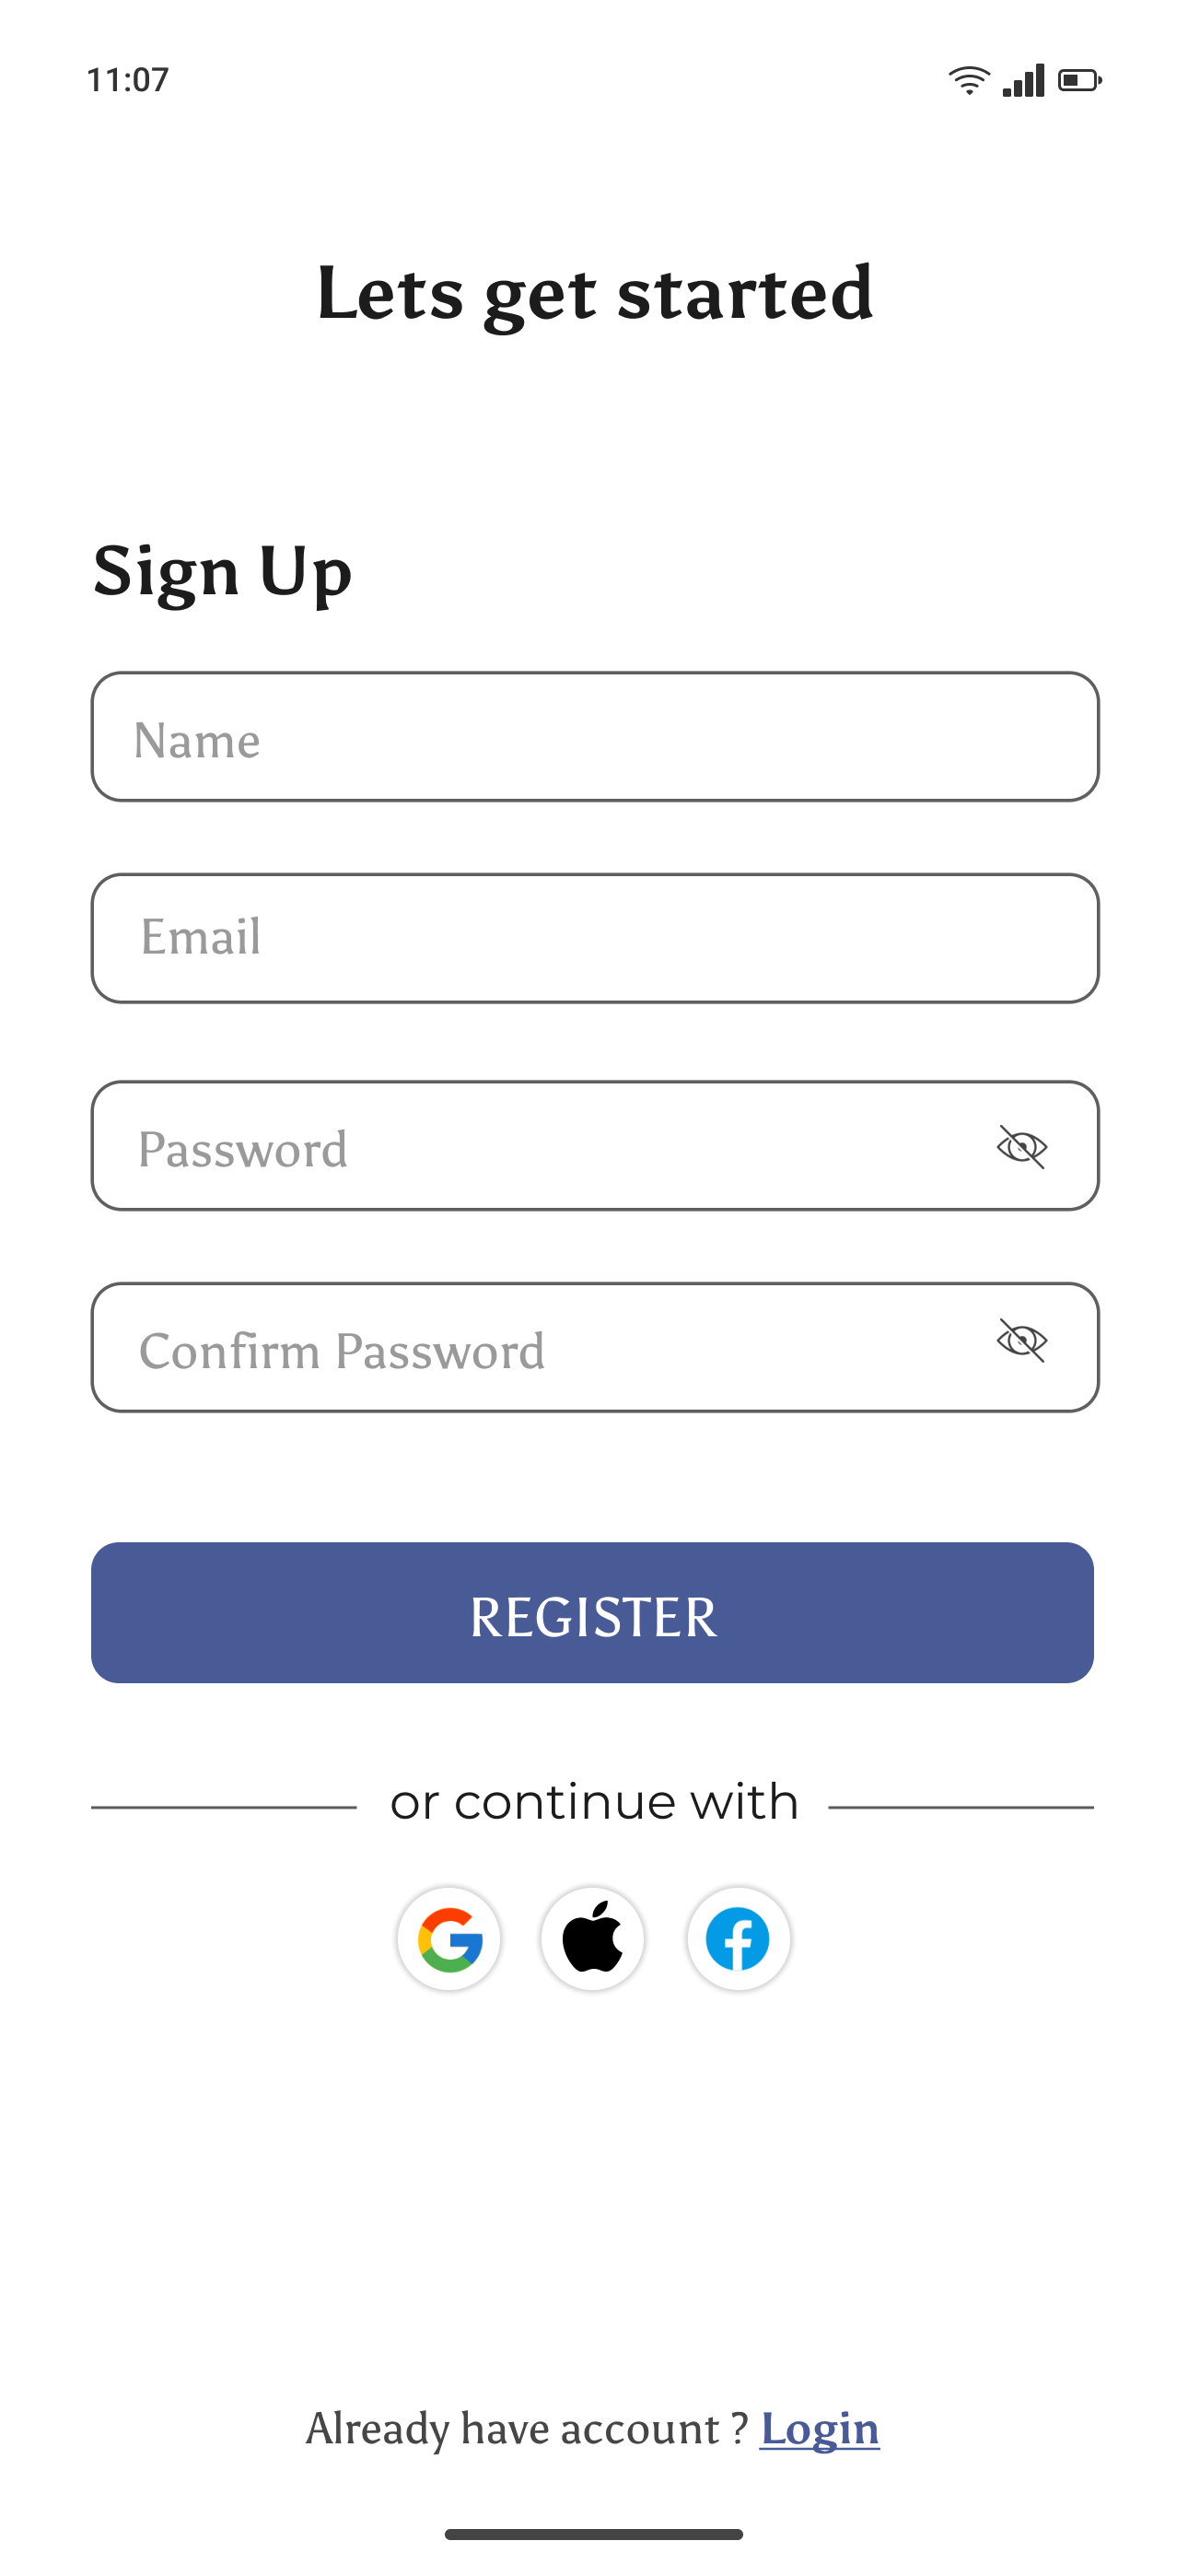 11:07
Lets get started
Sign Up
Name
Email
Password
Confirm Password
REGISTER
or continue with
Already have account ? Login